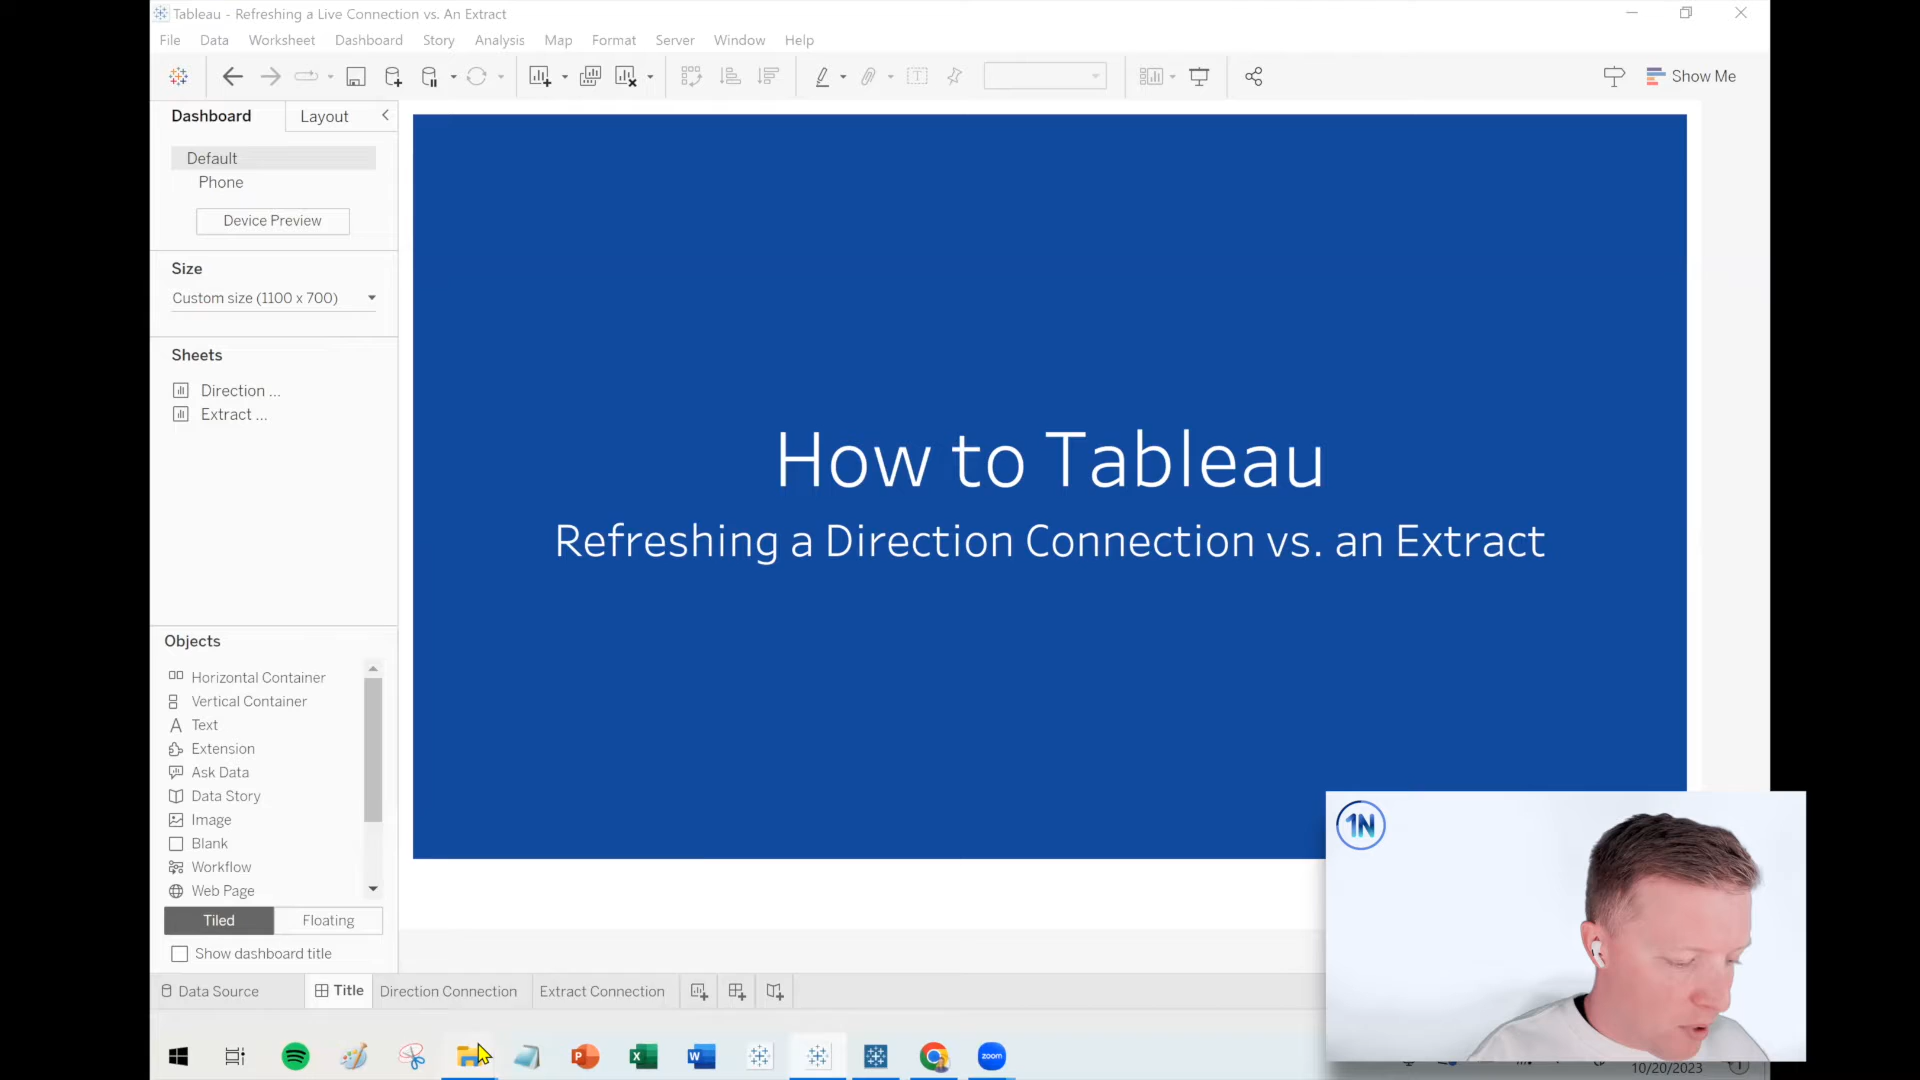 Tableau - Refreshing a Live Connection vs. An Extract
File Data Worksheet Dashboard Story Analysis Map Format Server Window Help
Show Me
Dashboard Layout
Default
Phone
Device Preview
Size
Custom size (1100 x 700)
Sheets
Direction ...
Extract ...
Objects
Horizontal Container
Vertical Container
Text
Extension
Ask Data
Data Story
Image
Blank
Workflow
Web Page
Tiled Floating
Show dashboard title
How to Tableau
Refreshing a Direction Connection vs. an Extract
1N
Data Source Title Direction Connection Extract Connection
zoom
10/20/2023